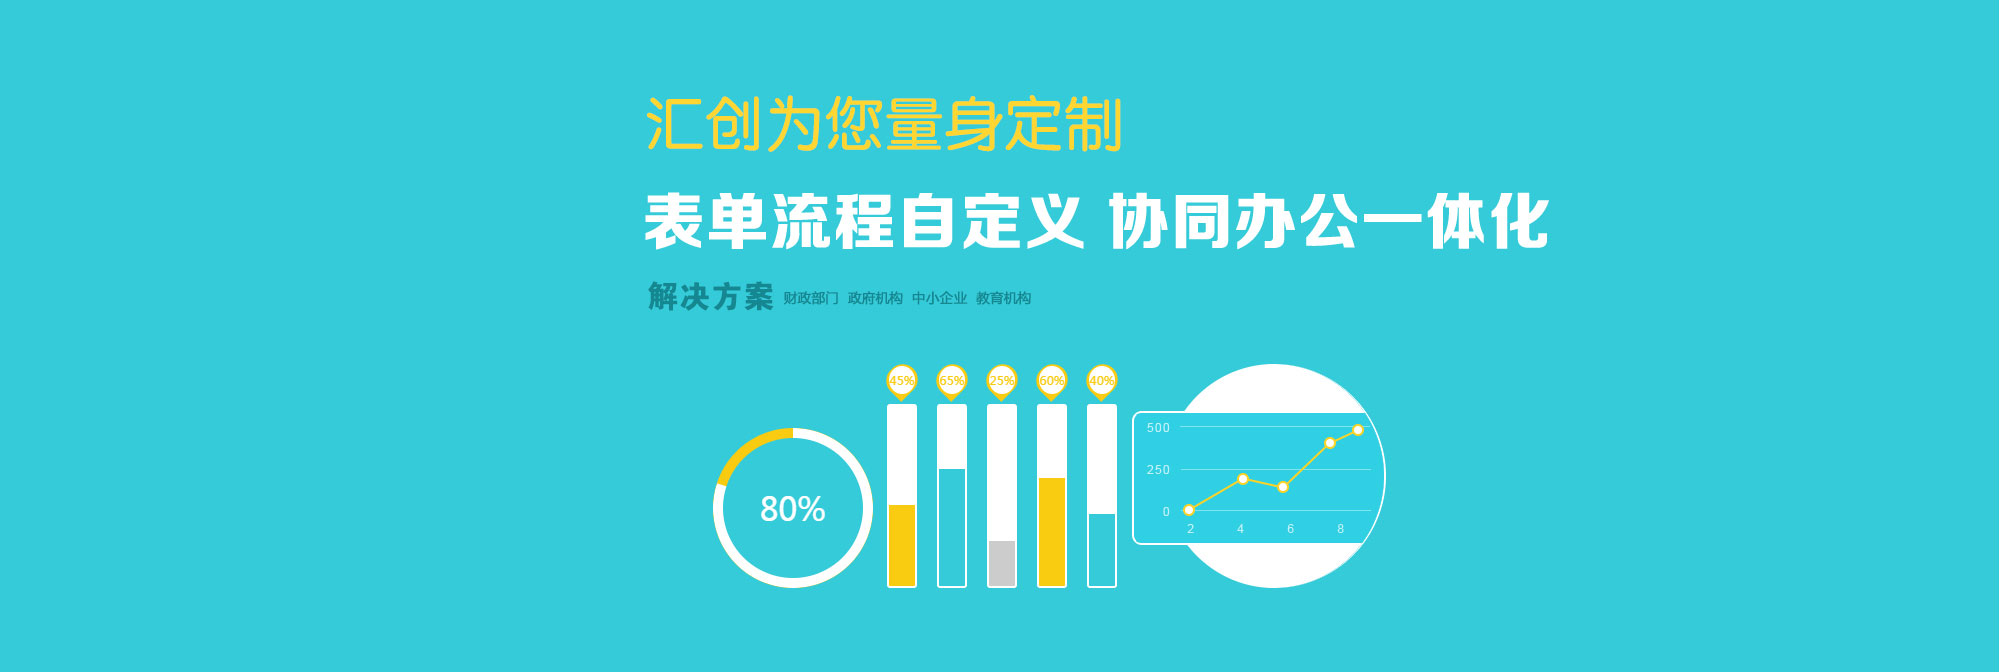 汇创为您量身定制
表单流程自定义 协同办公一体化
解决方案 财政部门 政府机构 中小企业 教育机构
45% 65% 25% 60% 40%
80%
500
250
0
2 4 6 8